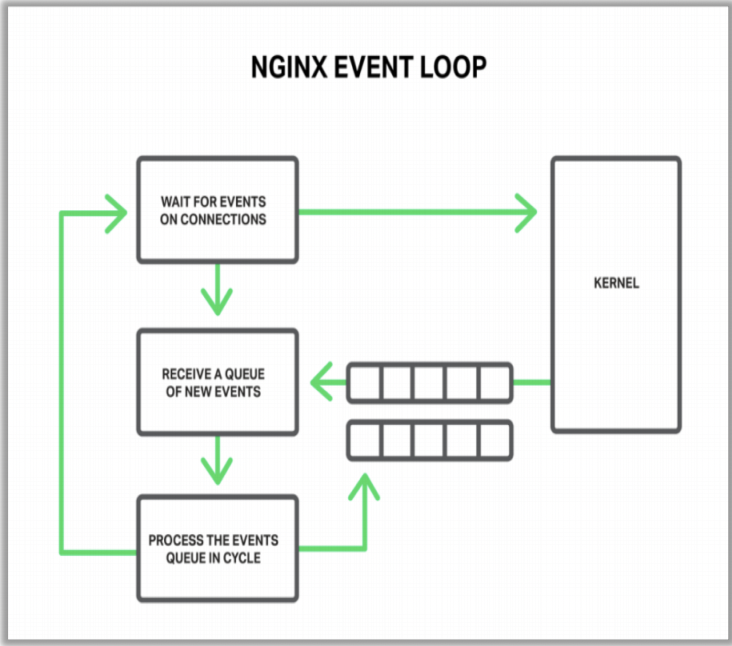 NGINX EVENT LOOP
WAIT FOR EVENTS
ON CONNECTIONS
KERNEL
RECEIVE A QUEUE
OF NEW EVENTS
PROCESS THE EVENTS
QUEUE IN CYCLE